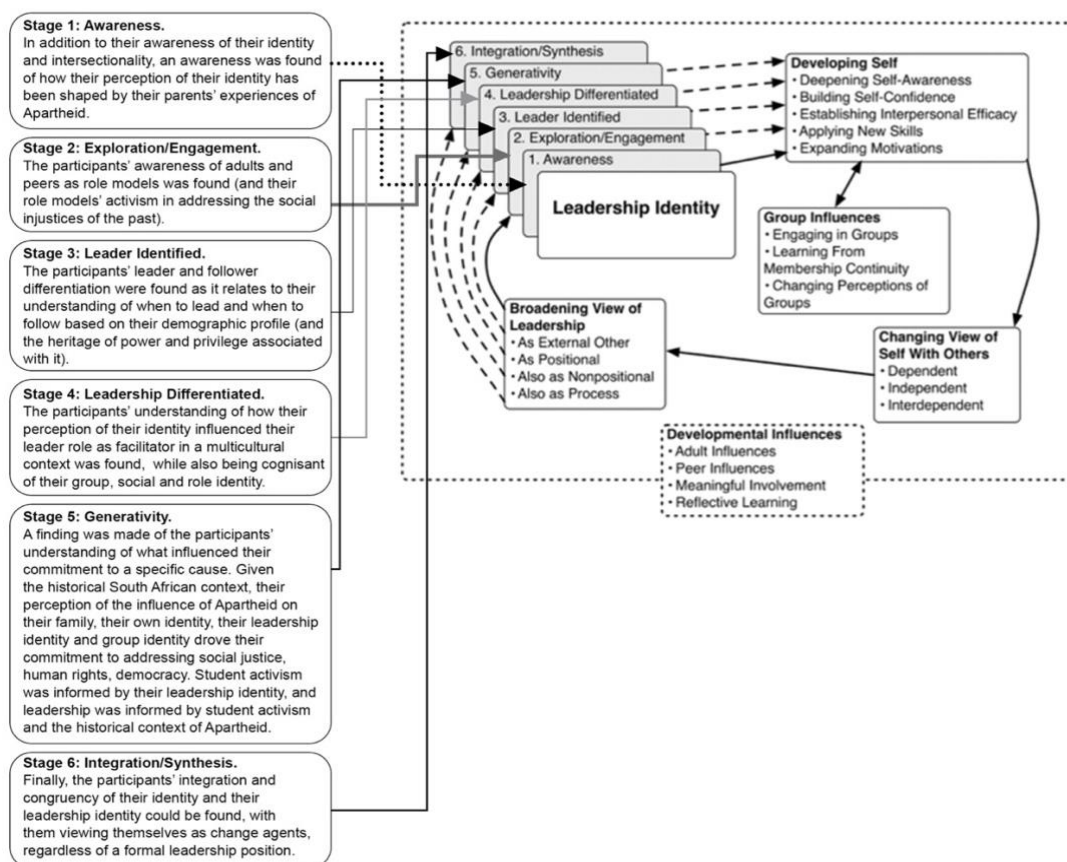 Stage 1: Awareness.
In addition to their awareness of their identity
and intersectionality, an awareness was found
of how their perception of their identity has
been shaped by their parents' experiences of
Apartheid.
Stage 2: Exploration/Engagement.
The participants' awareness of adults and
peers as role models was found (and their
role models' activism in addressing the social
injustices of the past).
Stage 3: Leader Identified.
The participants' leader and follower
differentiation were found as it relates to their
understanding of when to lead and when to
follow based on their demographic profile (and
the heritage of power and privilege associated
with it).
Stage 4: Leadership Differentiated.
The participants' understanding of how their
perception of their identity influenced their
leader role as facilitator in a multicultural
context was found, while also being cognisant
of their group, social and role identity.
Stage 5: Generativity.
A finding was made of the participants'
understanding of what influenced their
commitment to a specific cause. Given
the historical South African context, their
perception of the influence of Apartheid on
their family, their own identity, their leadership
identity and group identity drove their
commitment to addressing social justice,
human rights, democracy. Student activism
was informed by their leadership identity, and
leadership was informed by student activism
and the historical context of Apartheid.
Stage 6: Integration/Synthesis.
Finally, the participants' integration and
congruency of their identity and their
leadership identity could be found, with
them viewing themselves as change agents,
regardless of a formal leadership position.
6. Integration/Synthesis
5. Generativity
4. Leadership Differentiated
3. Leader Identified
2. Exploration/Engagement
1. Awareness
Leadership Identity
Developing Self
• Deepening Self-Awareness
• Building Self-Confidence
• Establishing Interpersonal Efficacy
• Applying New Skills
• Expanding Motivations
Group Influences
• Engaging in Groups
• Learning From
Membership Continuity
• Changing Perceptions of
Groups
Changing View of
Self With Others
• Dependent
• Independent
• Interdependent
Broadening View of
Leadership
• As External Other
• As Positional
• Also as Nonpositional
• Also as Process
Developmental Influences
• Adult Influences
• Peer Influences
• Meaningful Involvement
• Reflective Learning